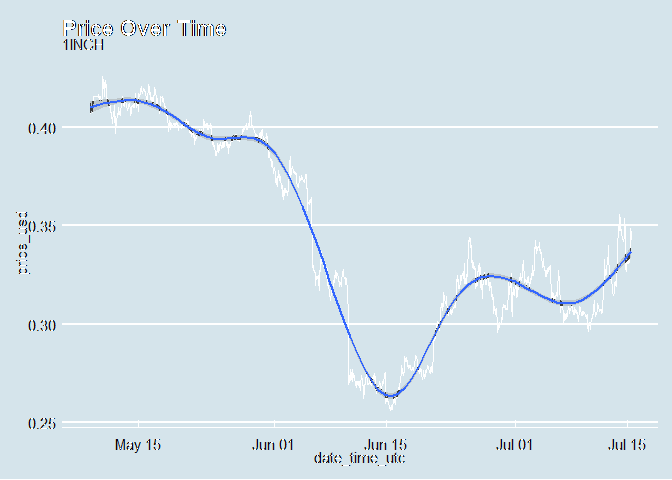 Price Over Time
1INCH
0.40
0.35
0.30
0.25
price_usd
May 15 Jun 01 Jun 15 Jul 01 Jul 15
date_time_utc